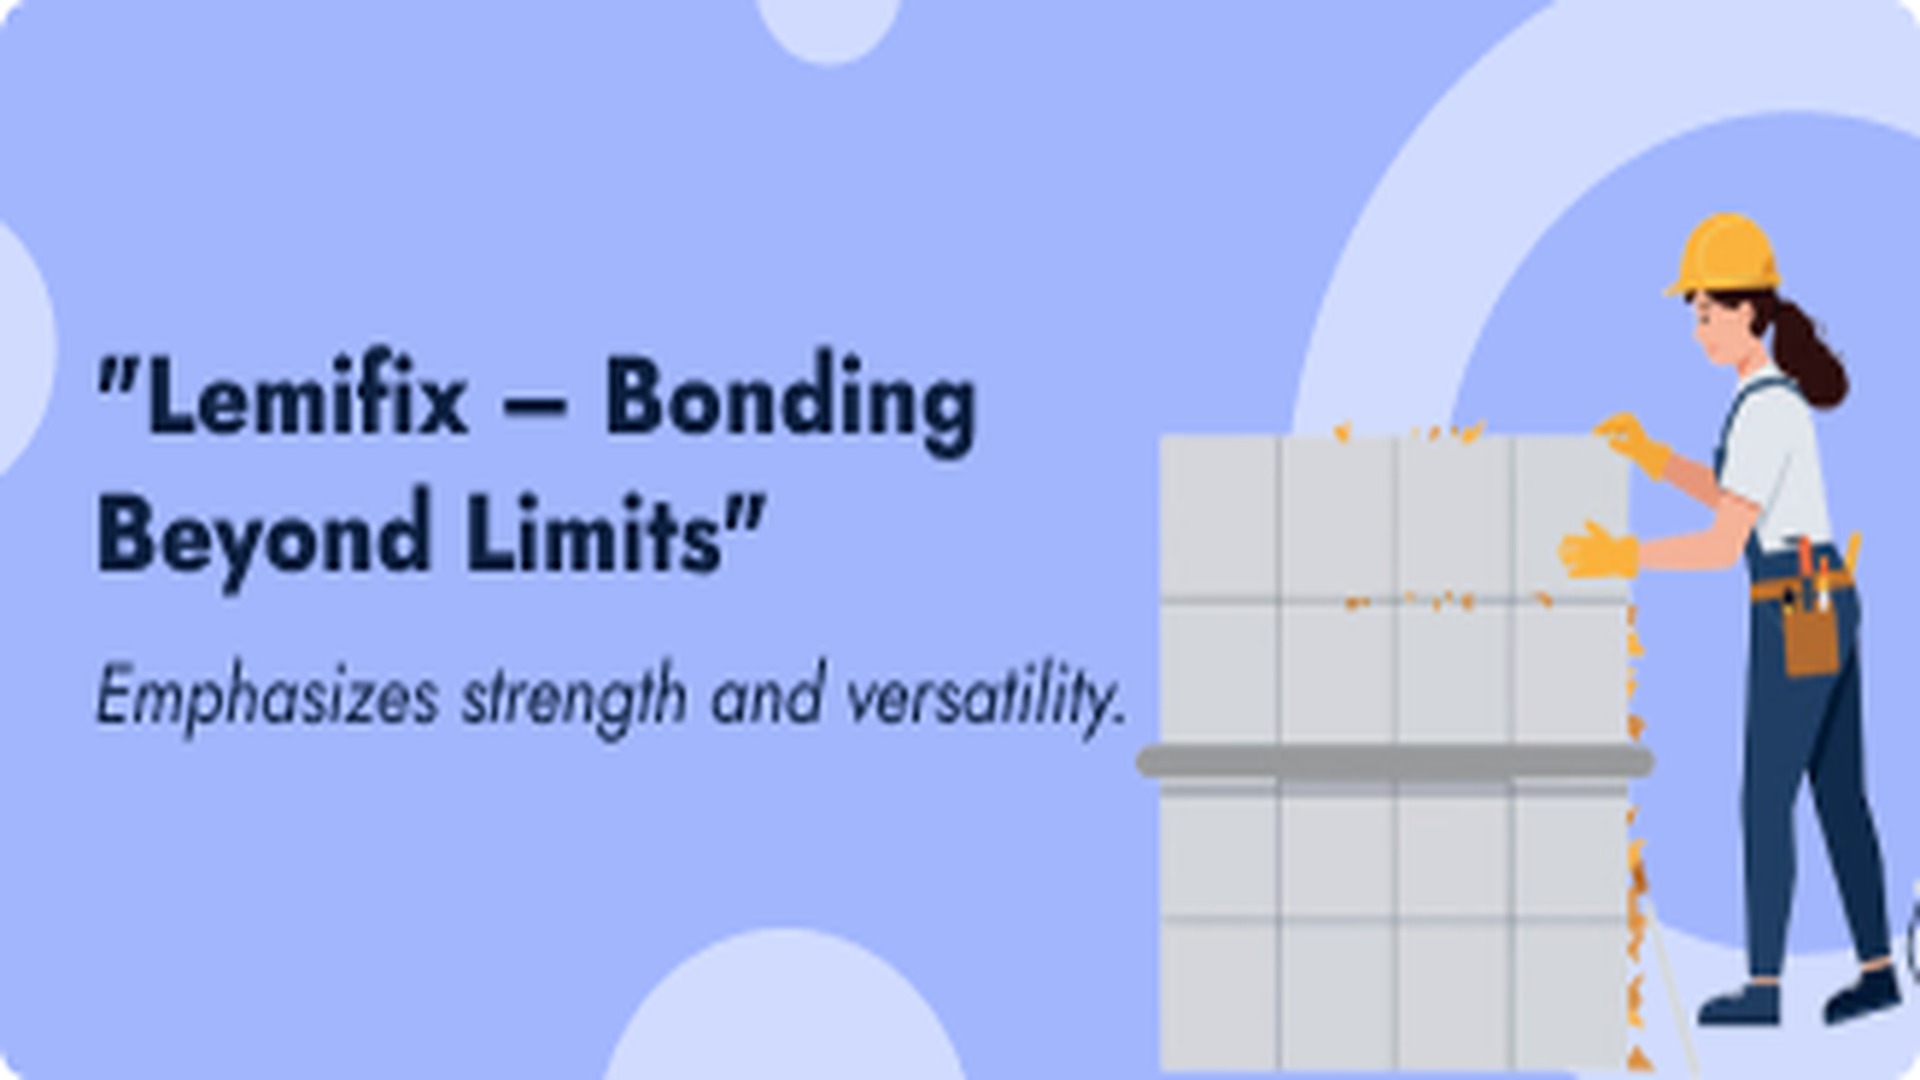 "Lemifix – Bonding
Beyond Limits"
Emphasizes strength and versatility.